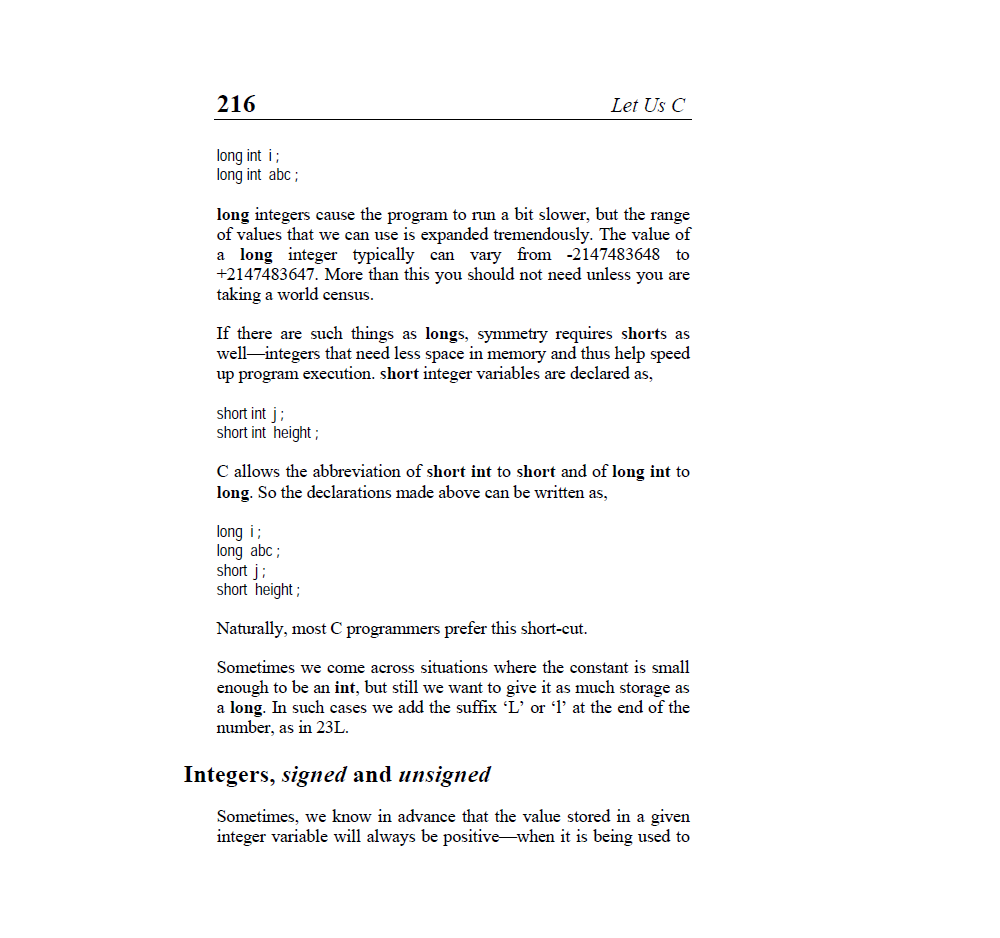 216 Let Us C
long int i ;
long int abc ;
long integers cause the program to run a bit slower, but the range
of values that we can use is expanded tremendously. The value of
a long integer typically can vary from -2147483648 to
+2147483647. More than this you should not need unless you are
taking a world census.
If there are such things as longs, symmetry requires shorts as
well—integers that need less space in memory and thus help speed
up program execution. short integer variables are declared as,
short int j ;
short int height ;
C allows the abbreviation of short int to short and of long int to
long. So the declarations made above can be written as,
long i ;
long abc ;
short j ;
short height ;
Naturally, most C programmers prefer this short-cut.
Sometimes we come across situations where the constant is small
enough to be an int, but still we want to give it as much storage as
a long. In such cases we add the suffix ‘L’ or ‘l’ at the end of the
number, as in 23L.
Integers, signed and unsigned
Sometimes, we know in advance that the value stored in a given
integer variable will always be positive—when it is being used to